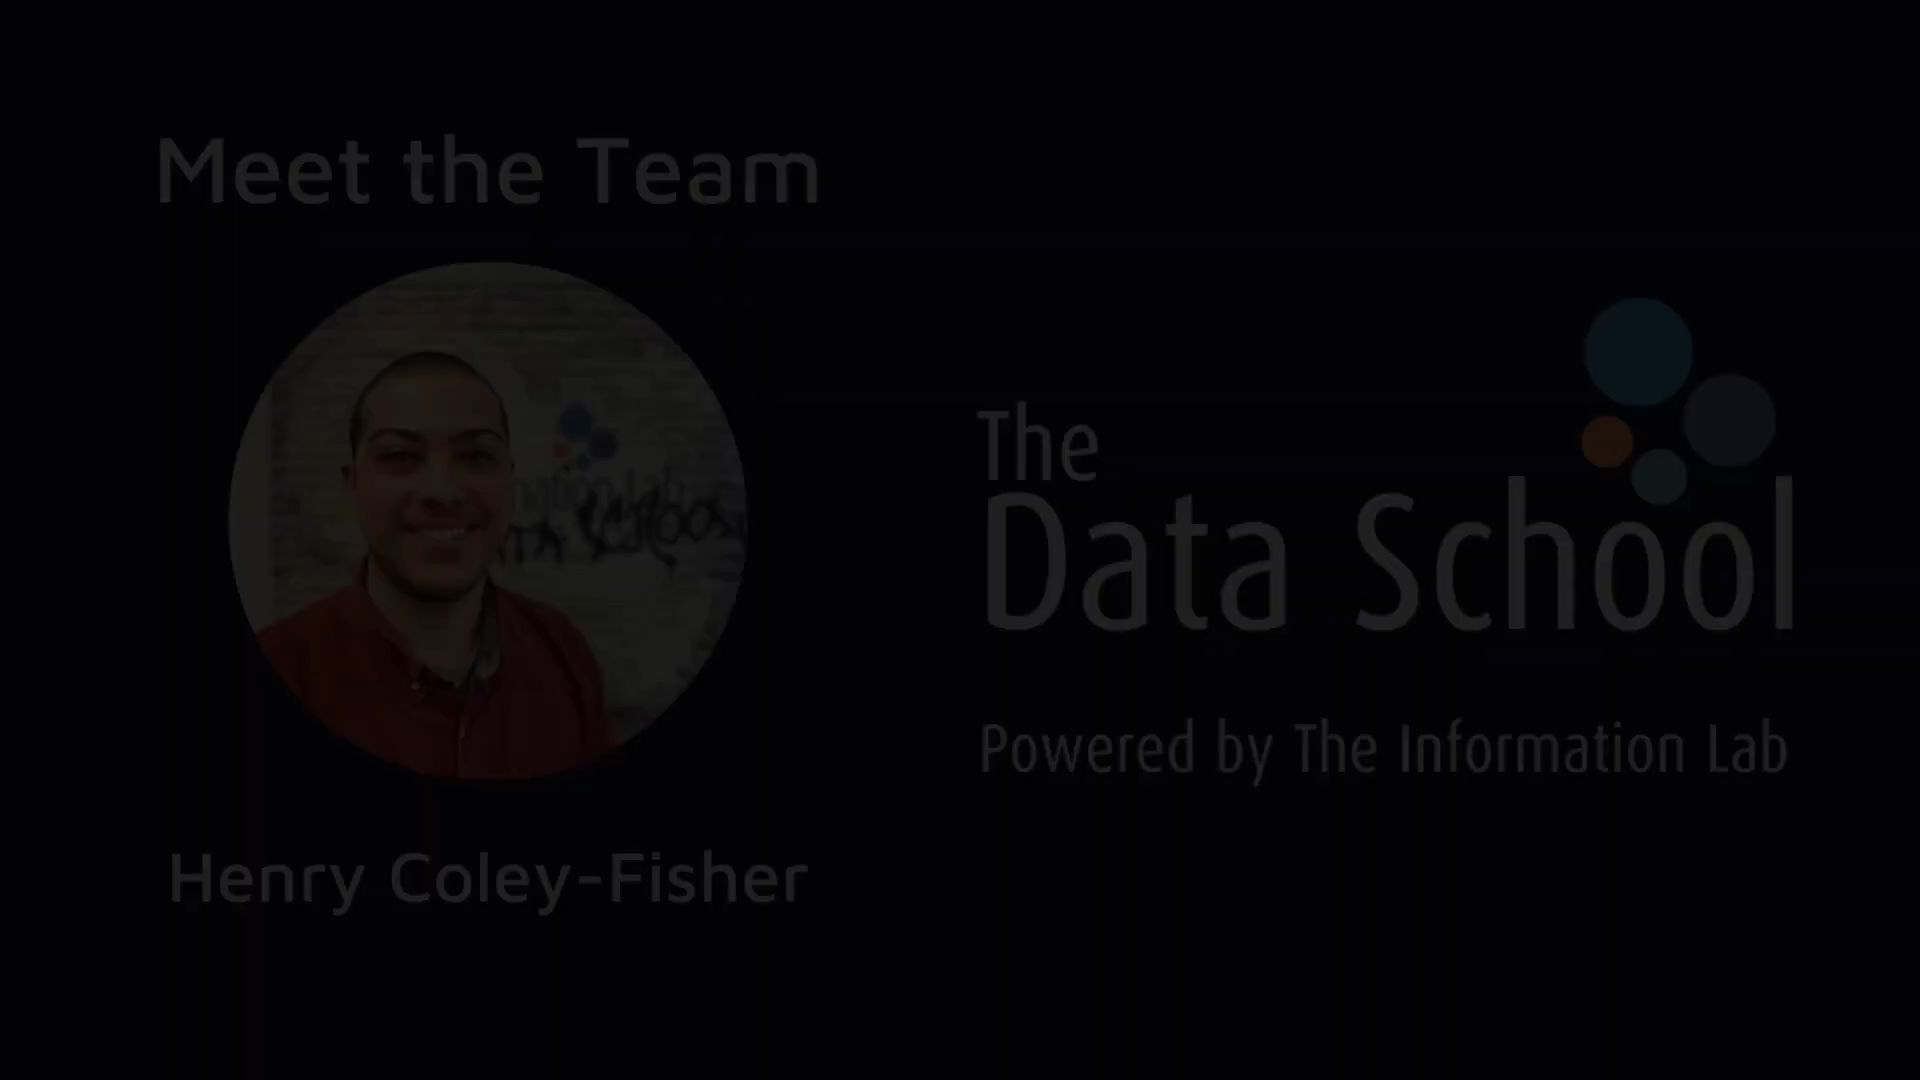 Meet the Team
Henry Coley-Fisher
The
Data School
Powered by The Information Lab